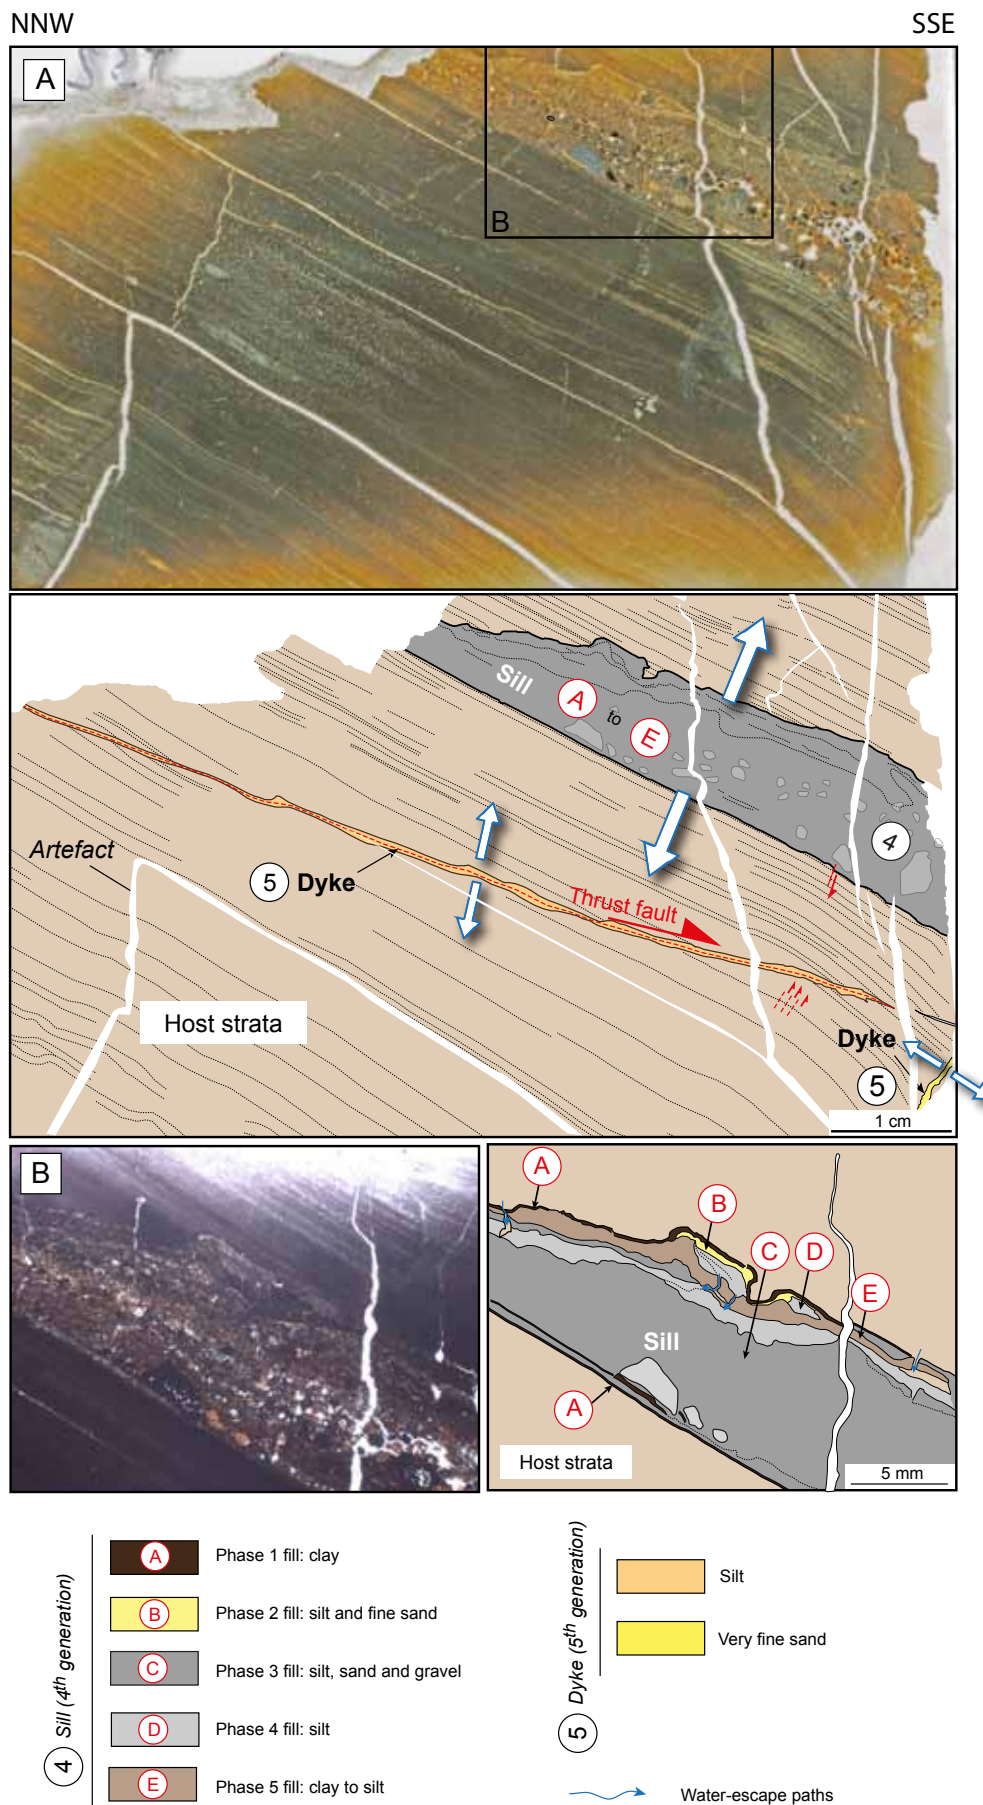 NNW SSE
A
B
Sill
A to E
4
Artefact
5 Dyke
Thrust fault
Host strata
Dyke
5
1 cm
B
A
B
C
D
E
Sill
A
Host strata
5 mm
4 Sill (4th generation)
A Phase 1 fill: clay
B Phase 2 fill: silt and fine sand
C Phase 3 fill: silt, sand and gravel
D Phase 4 fill: silt
E Phase 5 fill: clay to silt
5 Dyke (5th generation)
Silt
Very fine sand
Water-escape paths